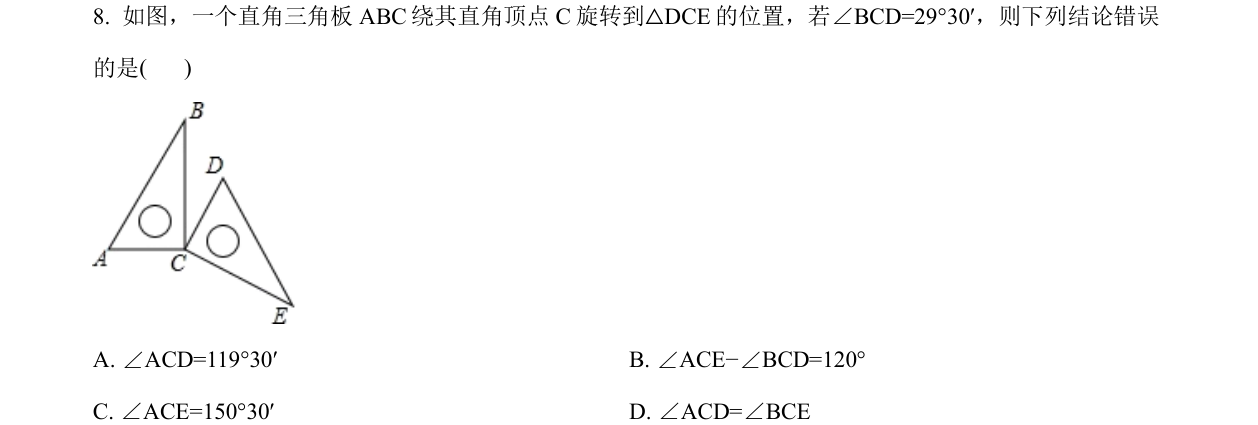 8. 如图，一个直角三角板 ABC 绕其直角顶点 C 旋转到△DCE 的位置，若∠BCD=29°30′，则下列结论错误
的是(　　)
B
D
A
C
E
A. ∠ACD=119°30′
B. ∠ACE−∠BCD=120°
C. ∠ACE=150°30′
D. ∠ACD=∠BCE